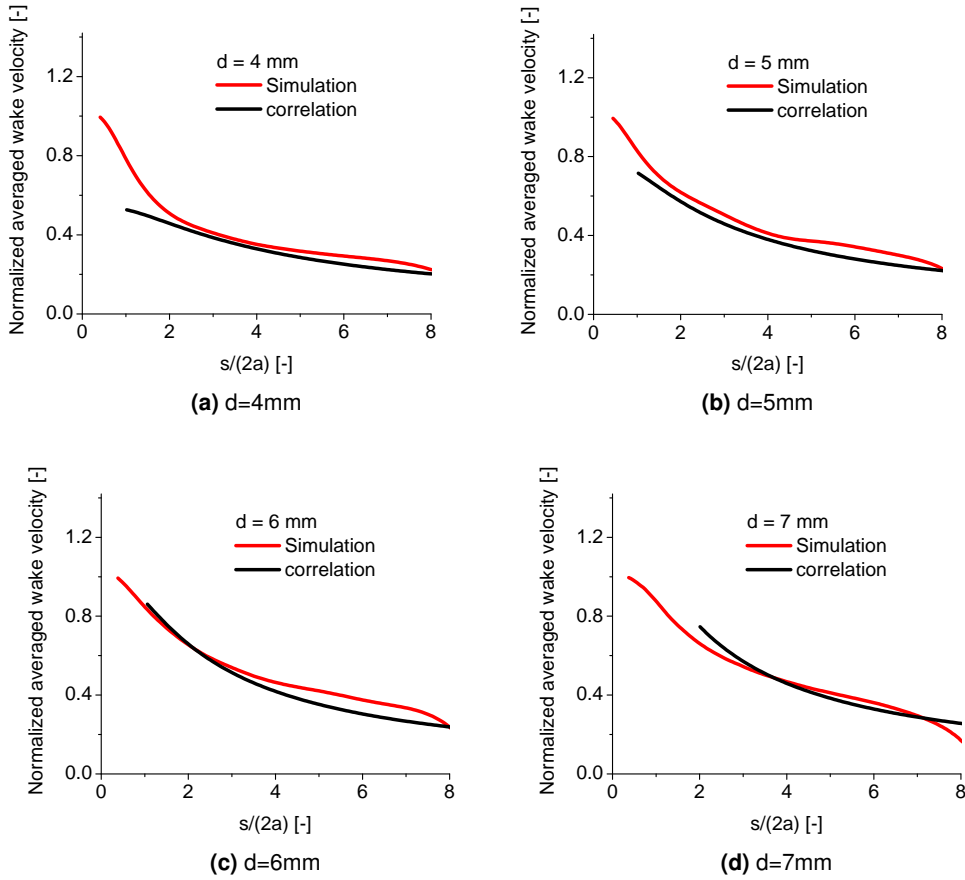 Normalized averaged wake velocity [-]
d = 4 mm
Simulation
correlation
1.2
0.8
0.4
0.0
0 2 4 6 8
s/(2a) [-]
(a) d=4mm
Normalized averaged wake velocity [-]
d = 5 mm
Simulation
correlation
1.2
0.8
0.4
0.0
0 2 4 6 8
s/(2a) [-]
(b) d=5mm
Normalized averaged wake velocity [-]
d = 6 mm
Simulation
correlation
1.2
0.8
0.4
0.0
0 2 4 6 8
s/(2a) [-]
(c) d=6mm
Normalized averaged wake velocity [-]
d = 7 mm
Simulation
correlation
1.2
0.8
0.4
0.0
0 2 4 6 8
s/(2a) [-]
(d) d=7mm